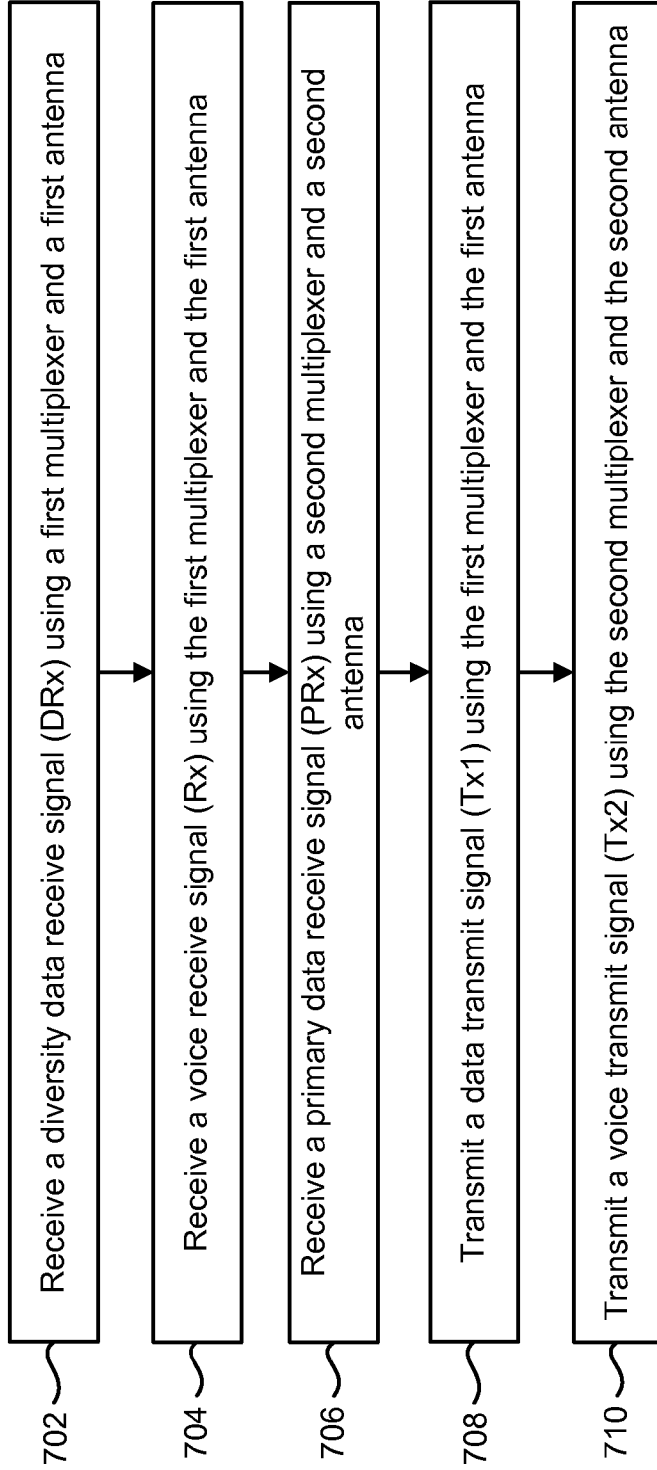 702
Receive a diversity data receive signal (DRx) using a first multiplexer and a first antenna
704
Receive a voice receive signal (Rx) using the first multiplexer and the first antenna
706
Receive a primary data receive signal (PRx) using a second multiplexer and a second
antenna
708
Transmit a data transmit signal (Tx1) using the first multiplexer and the first antenna
710
Transmit a voice transmit signal (Tx2) using the second multiplexer and the second antenna